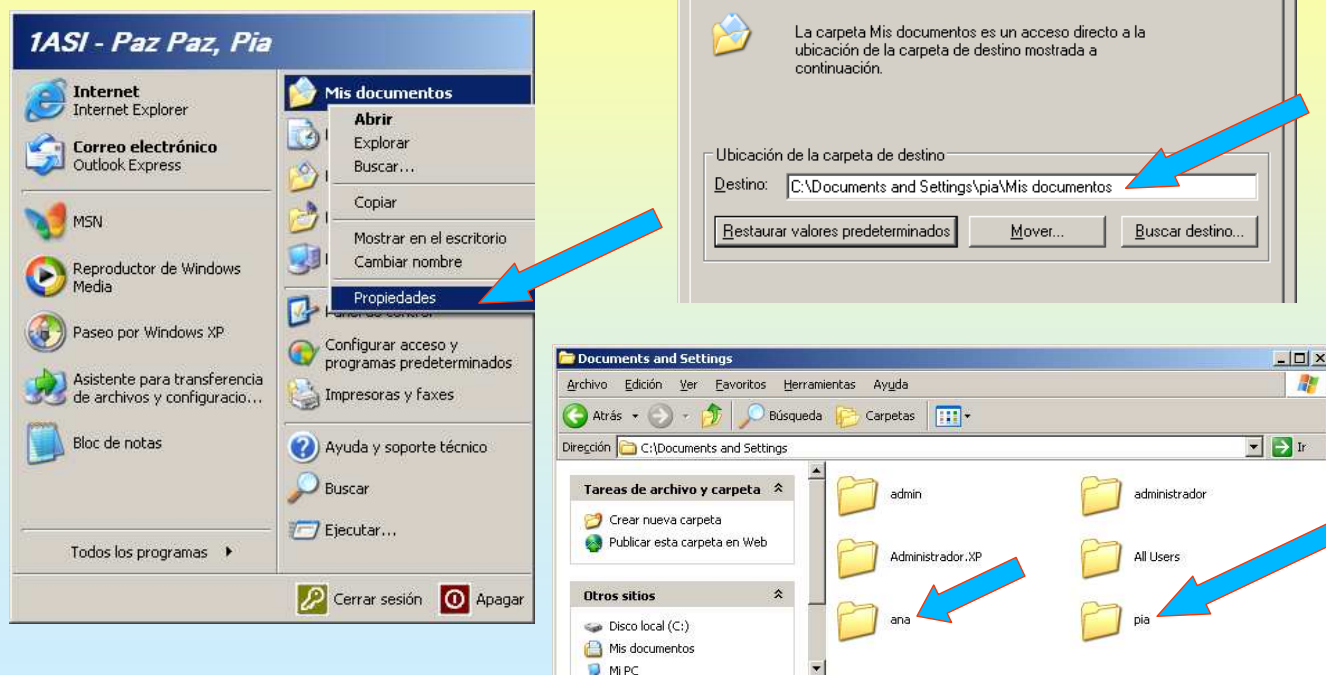 1ASI - Paz Paz, Pia
Internet
Internet Explorer
Correo electrónico
Outlook Express
MSN
Reproductor de Windows
Media
Paseo por Windows XP
Asistente para transferencia
de archivos y configuracio...
Bloc de notas
Todos los programas
Mis documentos
Abrir
Explorar
Buscar...
Copiar
Mostrar en el escritorio
Cambiar nombre
Propiedades
Configurar acceso y
programas predeterminados
Impresoras y faxes
Ayuda y soporte técnico
Buscar
Ejecutar...
Cerrar sesión
Apagar
La carpeta Mis documentos es un acceso directo a la
ubicación de la carpeta de destino mostrada a
continuación.
Ubicación de la carpeta de destino
Destino: C:\Documents and Settings\pia\Mis documentos
Restaurar valores predeterminados Mover... Buscar destino...
Documents and Settings
Archivo Edición Ver Favoritos Herramientas Ayuda
Atrás Búsqueda Carpetas
Dirección C:\Documents and Settings Ir
Tareas de archivo y carpeta
Crear nueva carpeta
Publicar esta carpeta en Web
Otros sitios
Disco local (C:)
Mis documentos
Mi PC
admin administrador
Administrador.XP All Users
ana pia